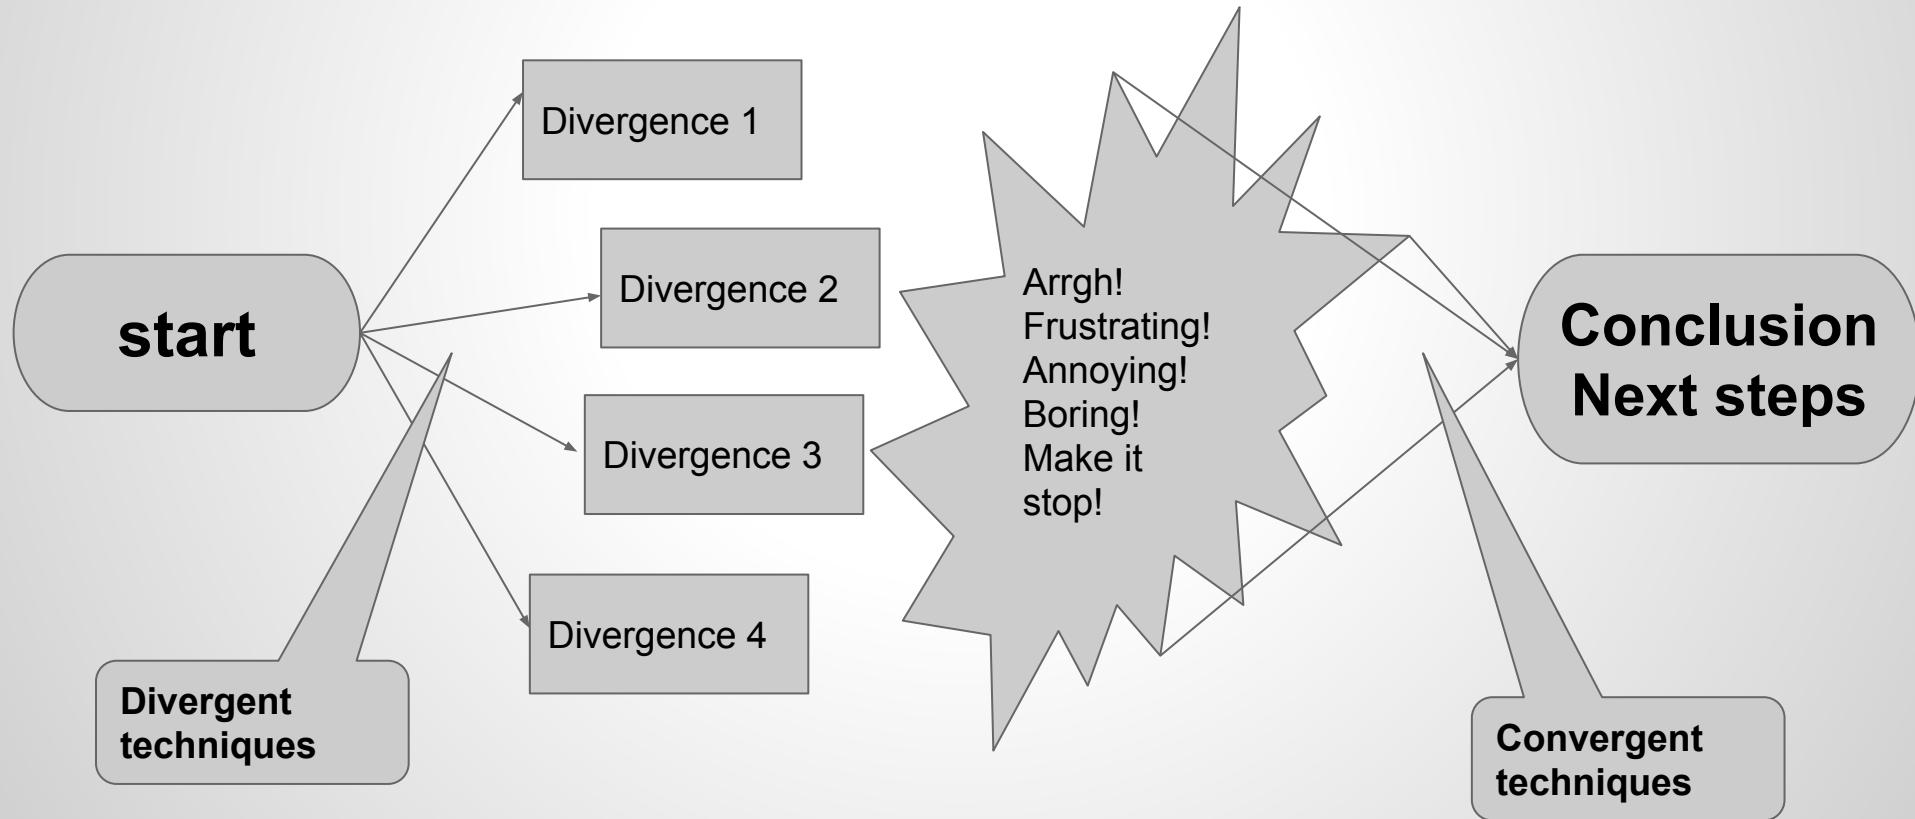 start
Divergence 1
Divergence 2
Divergence 3
Divergence 4
Divergent
techniques
Arrgh!
Frustrating!
Annoying!
Boring!
Make it
stop!
Conclusion
Next steps
Convergent
techniques